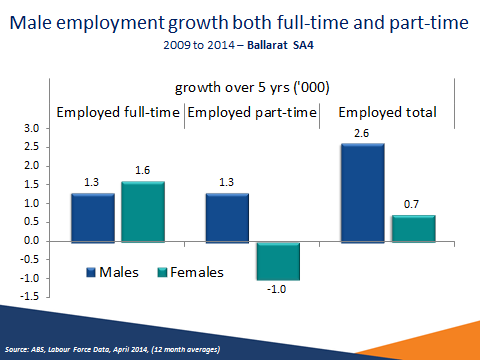 Male employment growth both full-time and part-time
2009 to 2014 – Ballarat SA4
growth over 5 yrs ('000)
Employed full-time Employed part-time Employed total
3.0
2.5
2.0
1.5
1.0
0.5
0.0
-0.5
-1.0
-1.5
1.3
1.6
1.3
-1.0
2.6
0.7
Males Females
Source: ABS, Labour Force Data, April 2014, (12 month averages)